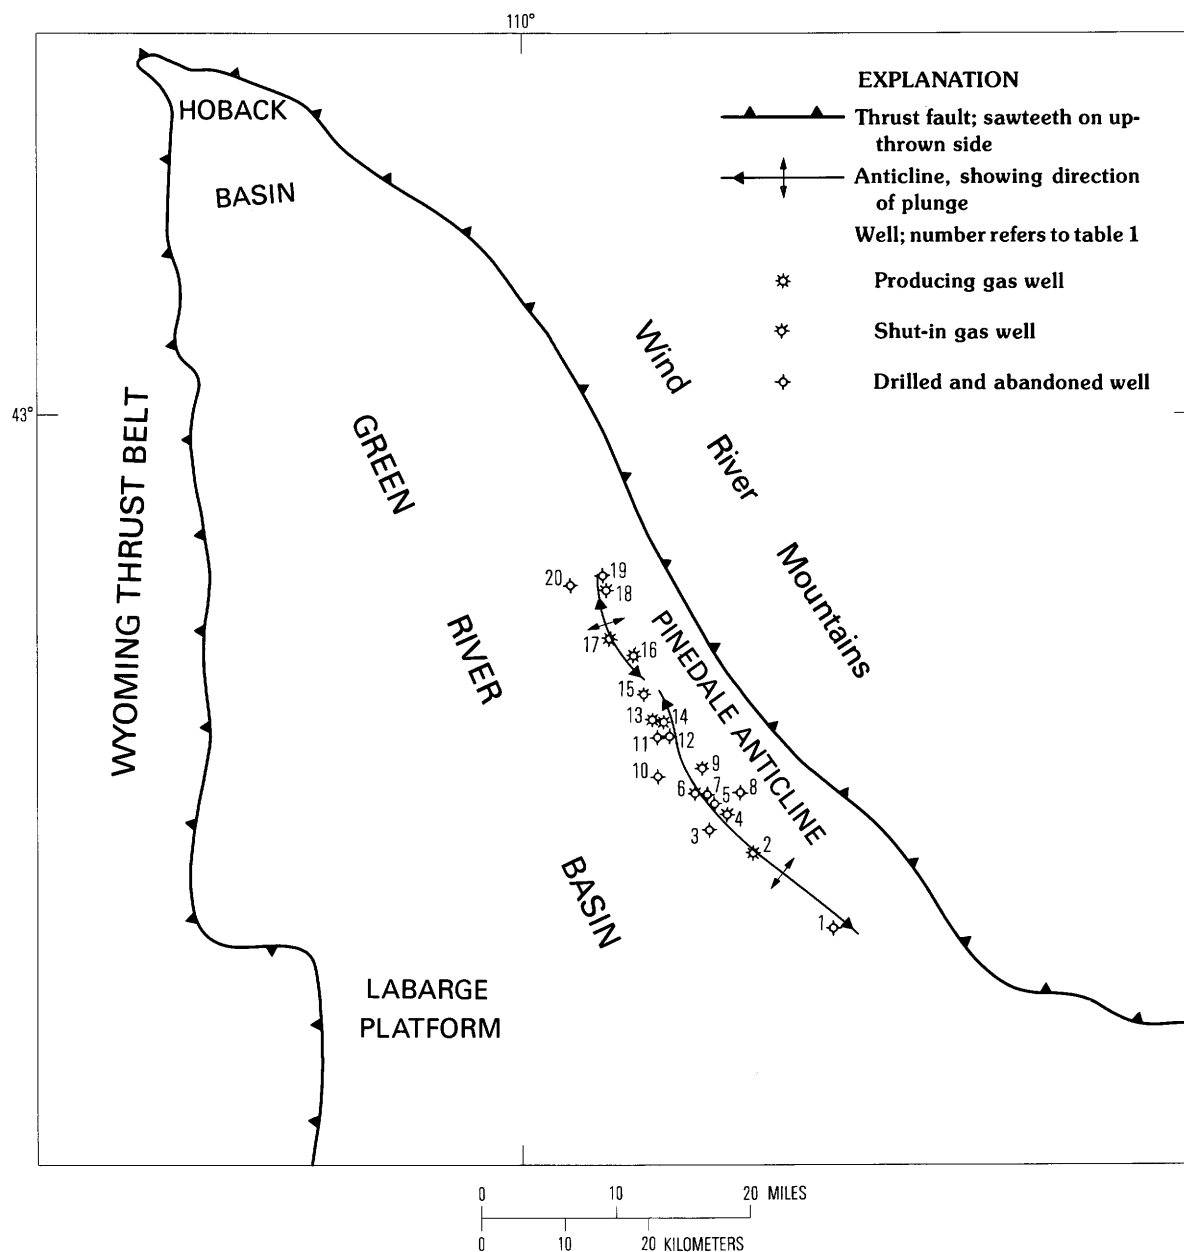 110°
EXPLANATION
Thrust fault; sawteeth on up-
thrown side
Anticline, showing direction
of plunge
Well; number refers to table 1
Producing gas well
Shut-in gas well
Drilled and abandoned well
HOBACK
BASIN
43°
WYOMING THRUST BELT
GREEN
RIVER
BASIN
Wind
River
Mountains
PINEDALE ANTICLINE
20
19
18
17
16
15
13
14
11
12
10
9
6
7
8
5
4
3
2
1
LABARGE
PLATFORM
0 10 20 MILES
0 10 20 KILOMETERS